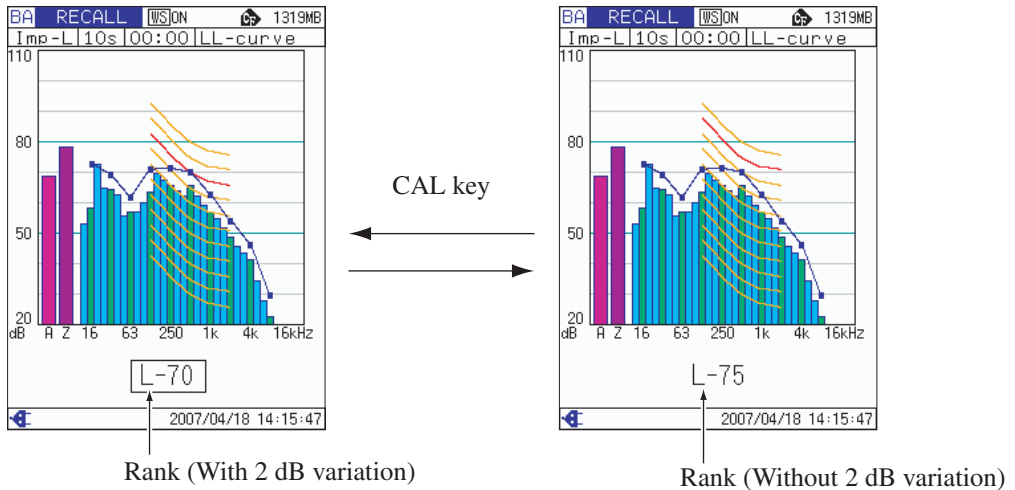 BA RECALL WS ON CF 1319MB
Imp-L 10s 00:00 LL-curve
110
80
50
20
dB A Z 16 63 250 1k 4k 16kHz
L-70
2007/04/18 14:15:47
Rank (With 2 dB variation)
CAL key
BA RECALL WS ON CF 1319MB
Imp-L 10s 00:00 LL-curve
110
80
50
20
dB A Z 16 63 250 1k 4k 16kHz
L-75
2007/04/18 14:15:47
Rank (Without 2 dB variation)